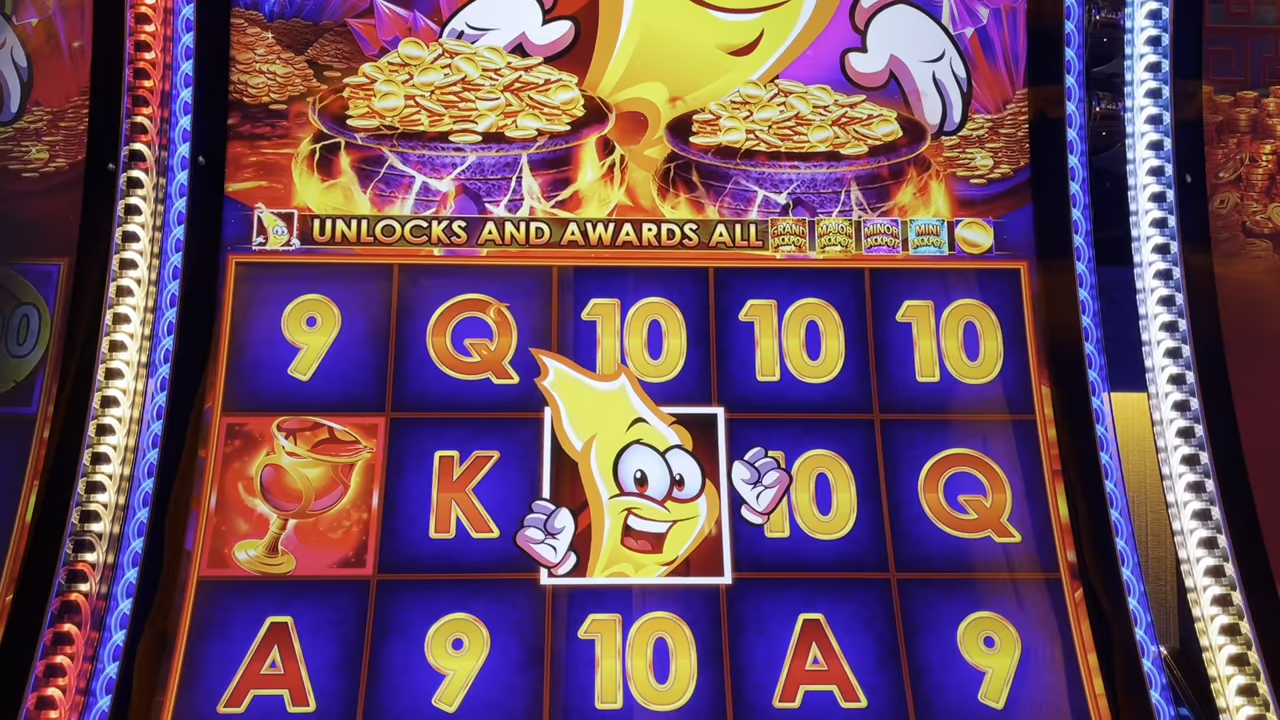 UNLOCKS AND AWARDS ALL GRAND JACKPOT MAJOR JACKPOT MINOR JACKPOT MINI JACKPOT
9 Q 10 10 10
K 10 Q
A 9 10 A 9